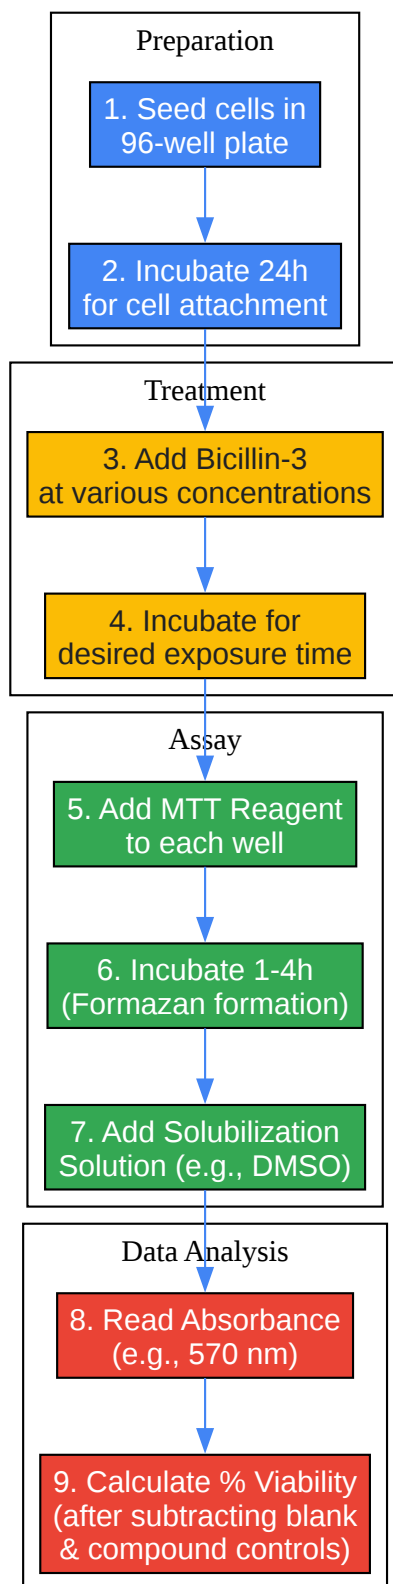 Preparation
1. Seed cells in
96-well plate
2. Incubate 24h
for cell attachment
Treatment
3. Add Bicillin-3
at various concentrations
4. Incubate for
desired exposure time
Assay
5. Add MTT Reagent
to each well
6. Incubate 1-4h
(Formazan formation)
7. Add Solubilization
Solution (e.g., DMSO)
Data Analysis
8. Read Absorbance
(e.g., 570 nm)
9. Calculate % Viability
(after subtracting blank
& compound controls)